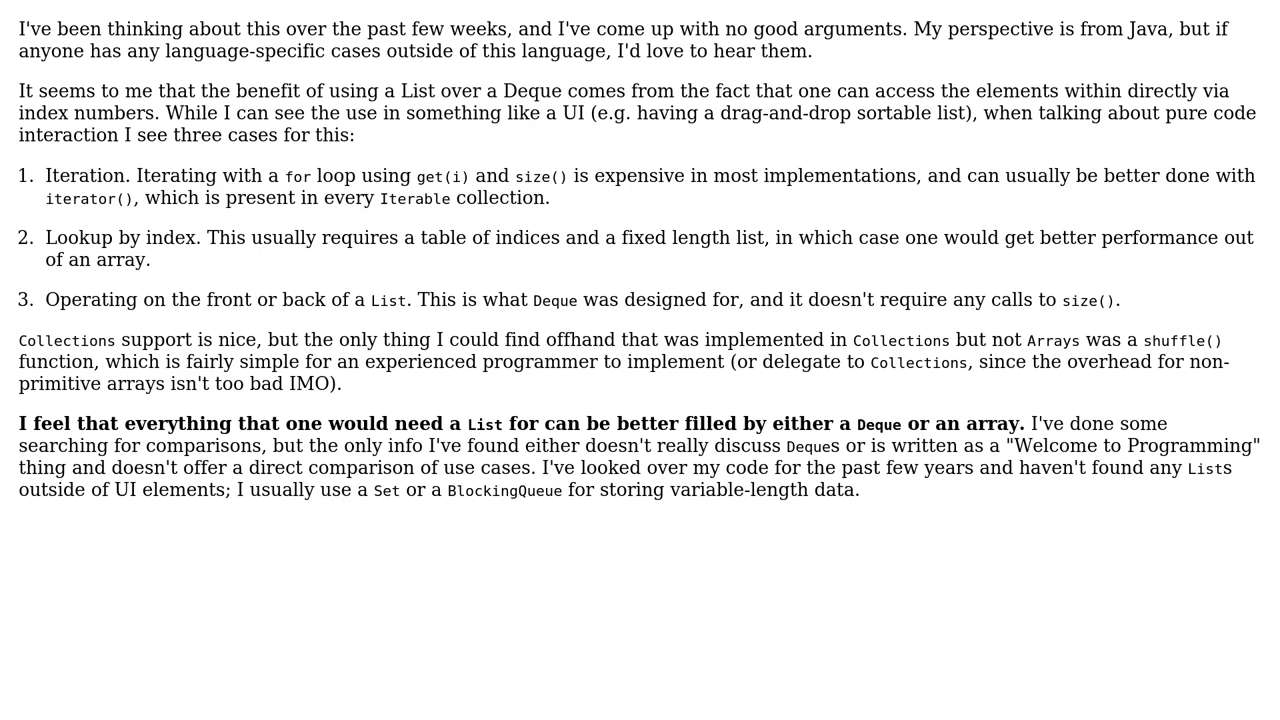 I've been thinking about this over the past few weeks, and I've come up with no good arguments. My perspective is from Java, but if
anyone has any language-specific cases outside of this language, I'd love to hear them.
It seems to me that the benefit of using a List over a Deque comes from the fact that one can access the elements within directly via
index numbers. While I can see the use in something like a UI (e.g. having a drag-and-drop sortable list), when talking about pure code
interaction I see three cases for this:
1. Iteration. Iterating with a for loop using get(i) and size() is expensive in most implementations, and can usually be better done with
iterator(), which is present in every Iterable collection.
2. Lookup by index. This usually requires a table of indices and a fixed length list, in which case one would get better performance out
of an array.
3. Operating on the front or back of a List. This is what Deque was designed for, and it doesn't require any calls to size().
Collections support is nice, but the only thing I could find offhand that was implemented in Collections but not Arrays was a shuffle()
function, which is fairly simple for an experienced programmer to implement (or delegate to Collections, since the overhead for non-
primitive arrays isn't too bad IMO).
I feel that everything that one would need a List for can be better filled by either a Deque or an array. I've done some
searching for comparisons, but the only info I've found either doesn't really discuss Deques or is written as a "Welcome to Programming"
thing and doesn't offer a direct comparison of use cases. I've looked over my code for the past few years and haven't found any Lists
outside of UI elements; I usually use a Set or a BlockingQueue for storing variable-length data.